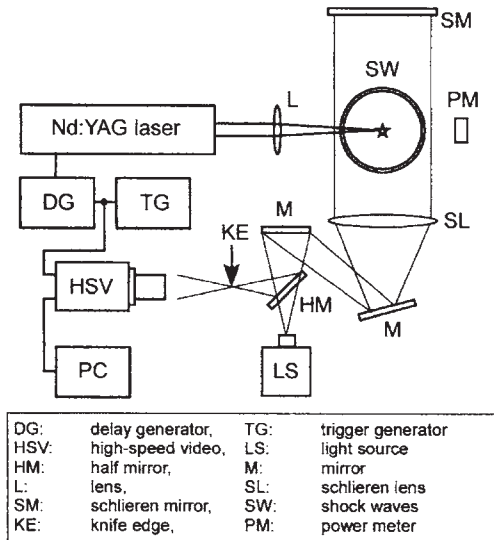 SM
SW
L
PM
Nd:YAG laser
DG
TG
M
SL
KE
HSV
HM
M
PC
LS
DG: delay generator, TG: trigger generator
HSV: high-speed video, LS: light source
HM: half mirror, M: mirror
L: lens, SL: schlieren lens
SM: schlieren mirror, SW: shock waves
KE: knife edge, PM: power meter